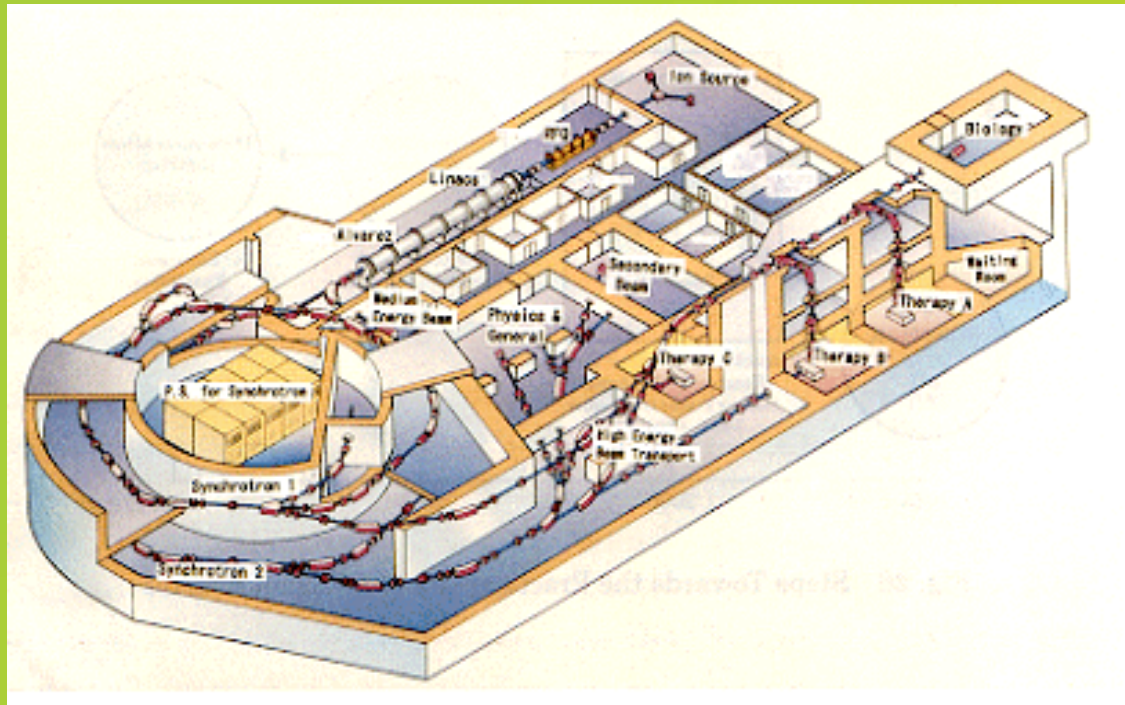 Ion Source
Biology
RFQ
Linacs
Alvarez
Medium
Energy Beam
Secondary
Beam
Physics &
General
Waiting
Room
Therapy A
Therapy B
Therapy C
P.S. for Synchrotron
High Energy
Beam Transport
Synchrotron 1
Synchrotron 2
Steps Towards the Pract